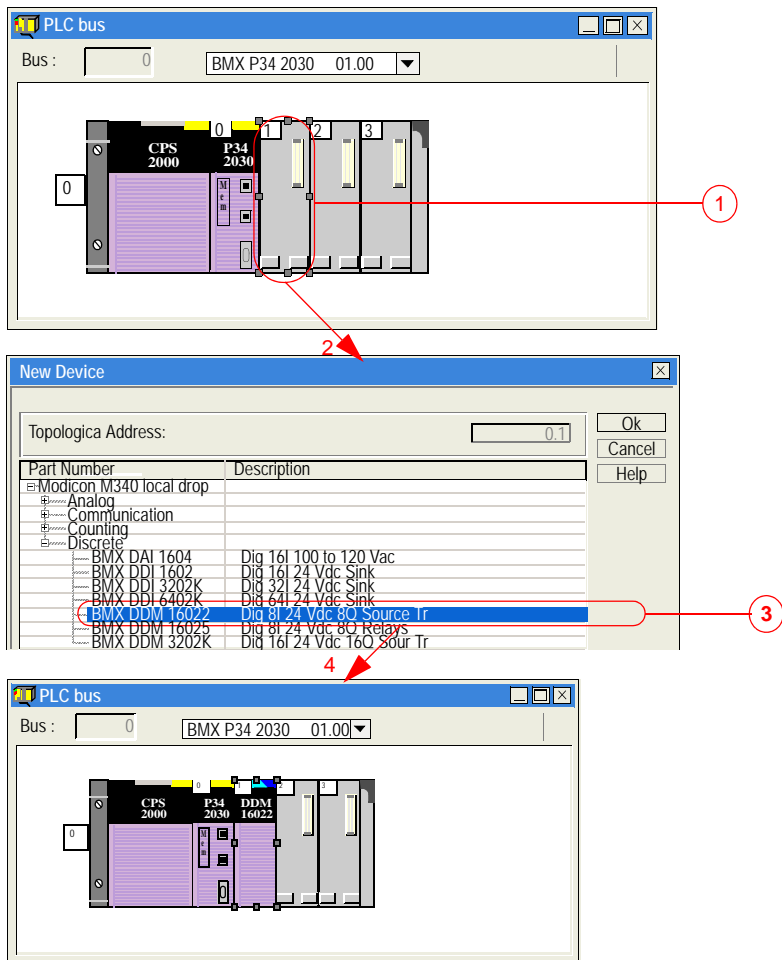 PLC bus
Bus : 0 BMX P34 2030 01.00
0 1 2 3
CPS 2000 P34 2030
Mem
0
1
2
New Device
Topologica Address: 0.1
Ok
Cancel
Help
Part Number Description
Modicon M340 local drop
Analog
Communication
Counting
Discrete
BMX DAI 1604 Dig 16I 100 to 120 Vac
BMX DDI 1602 Dig 16I 24 Vdc Sink
BMX DDI 3202K Dig 32I 24 Vdc Sink
BMX DDI 6402K Dig 64I 24 Vdc Sink
BMX DDM 16022 Dig 8I 24 Vdc 8Q Source Tr
BMX DDM 16025 Dig 8I 24 Vdc 8Q Relays
BMX DDM 3202K Dig 16I 24 Vdc 16Q Sour Tr
3
4
PLC bus
Bus : 0 BMX P34 2030 01.00
0 1 2 3
CPS 2000 P34 2030 DDM 16022
Mem
0